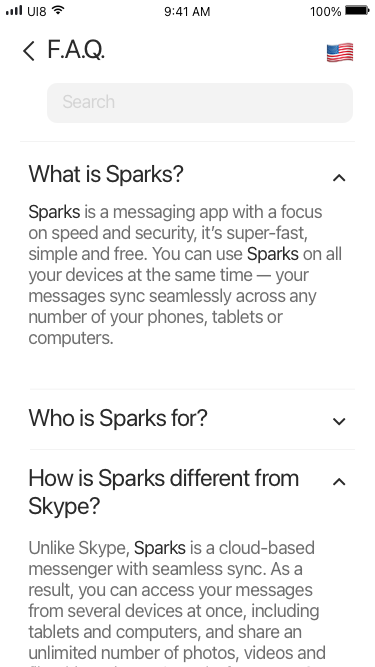 UI8
9:41 AM
100%
F.A.Q.
Search
What is Sparks?
Sparks is a messaging app with a focus
on speed and security, it's super-fast,
simple and free. You can use Sparks on all
your devices at the same time — your
messages sync seamlessly across any
number of your phones, tablets or
computers.
Who is Sparks for?
How is Sparks different from
Skype?
Unlike Skype, Sparks is a cloud-based
messenger with seamless sync. As a
result, you can access your messages
from several devices at once, including
tablets and computers, and share an
unlimited number of photos, videos and